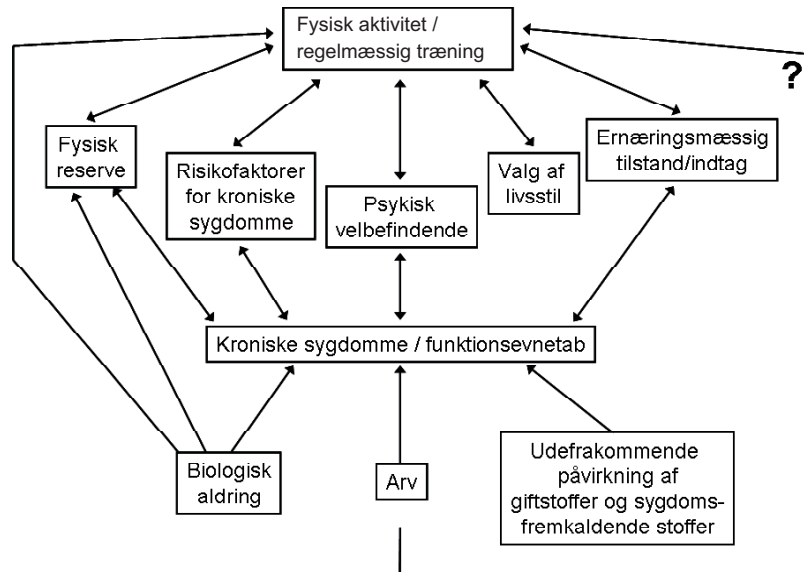 Fysisk aktivitet /
regelmæssig træning
?
Fysisk
reserve
Risikofaktorer
for kroniske
sygdomme
Psykisk
velbefindende
Valg af
livsstil
Ernæringsmæssig
tilstand/indtag
Kroniske sygdomme / funktionsevnetab
Biologisk
aldring
Arv
Udefrakommende
påvirkning af
giftstoffer og sygdoms-
fremkaldende stoffer